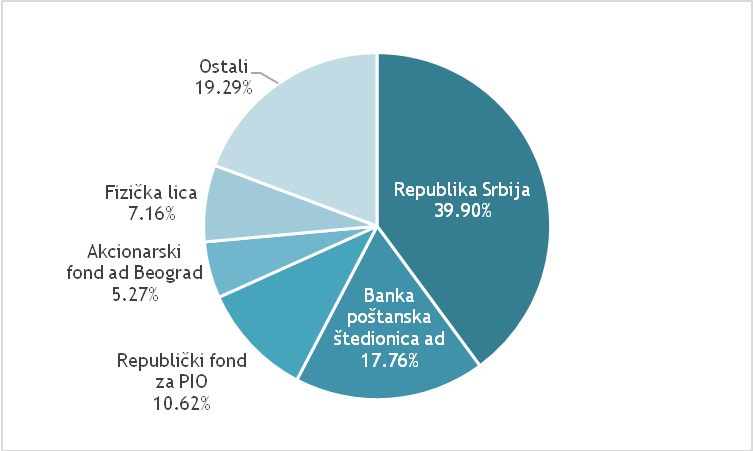 Ostali
19.29%
Republika Srbija
39.90%
Fizička lica
7.16%
Akcionarski
fond ad Beograd
5.27%
Banka
poštanska
štedionica ad
17.76%
Republički fond
za PIO
10.62%